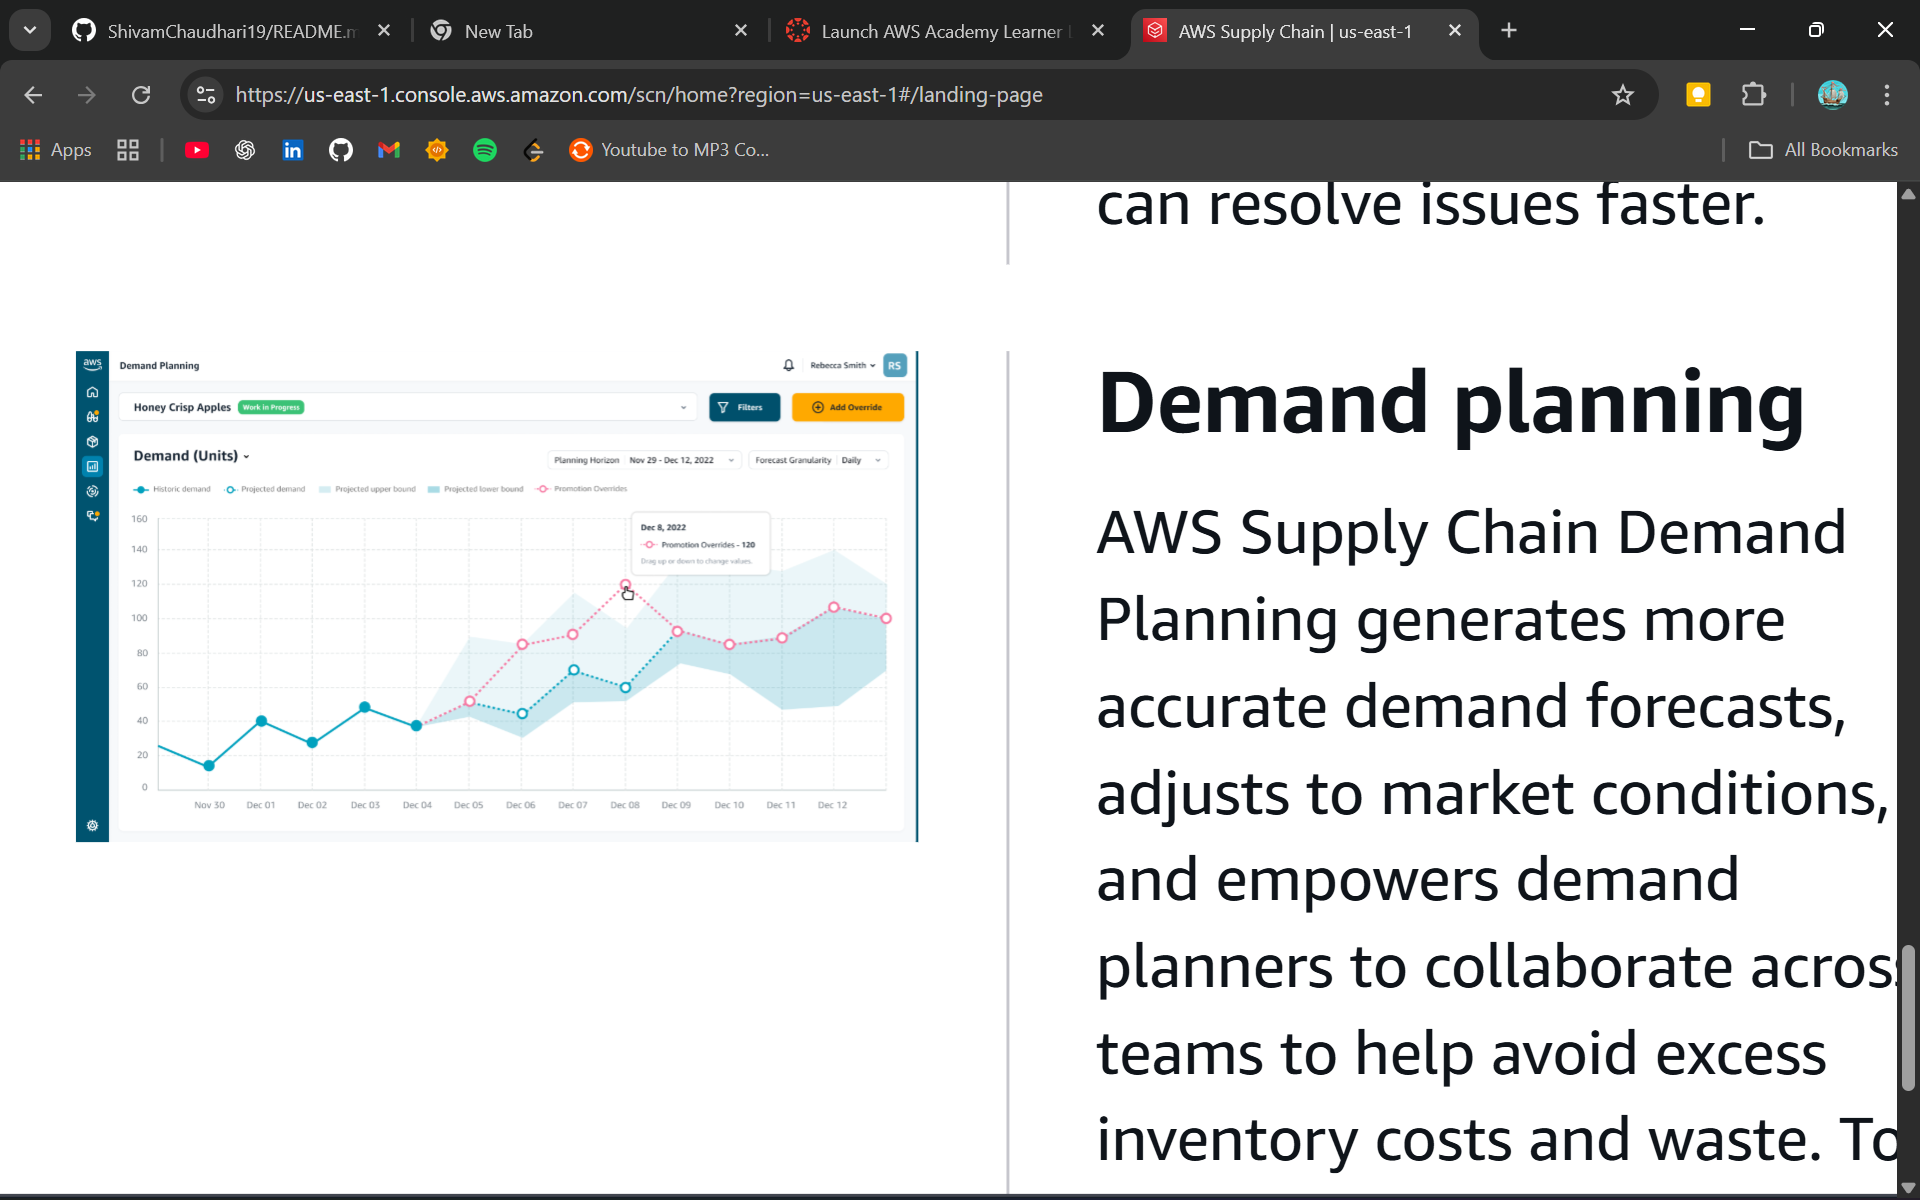 ShivamChaudhari19/README.m
New Tab
Launch AWS Academy Learner
AWS Supply Chain | us-east-1
https://us-east-1.console.aws.amazon.com/scn/home?region=us-east-1#/landing-page
Apps
Youtube to MP3 Co...
All Bookmarks
can resolve issues faster.
aws
Demand Planning
Rebecca Smith
RS
Honey Crisp Apples
Work in Progress
Filters
Add Override
Demand (Units)
Planning Horizon Nov 29 - Dec 12, 2022
Forecast Granularity Daily
Historic demand
Projected demand
Projected upper bound
Projected lower bound
Promotion Overrides
Dec 8, 2022
Promotion Overrides - 120
Drag up or down to change values.
160
140
120
100
80
60
40
20
0
Nov 30 Dec 01 Dec 02 Dec 03 Dec 04 Dec 05 Dec 06 Dec 07 Dec 08 Dec 09 Dec 10 Dec 11 Dec 12
Demand planning
AWS Supply Chain Demand
Planning generates more
accurate demand forecasts,
adjusts to market conditions,
and empowers demand
planners to collaborate across
teams to help avoid excess
inventory costs and waste. To